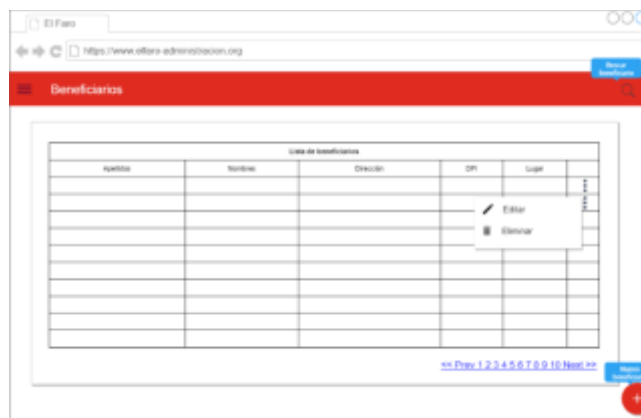 El Faro
https://www.elfaro-administracion.org
Buscar beneficiario
Beneficiarios
Lista de beneficiarios
Apellidos Nombres Dirección DPI Lugar
Editar
Eliminar
<< Prev 1 2 3 4 5 6 7 8 9 10 Next >>
Nuevo beneficiario
+